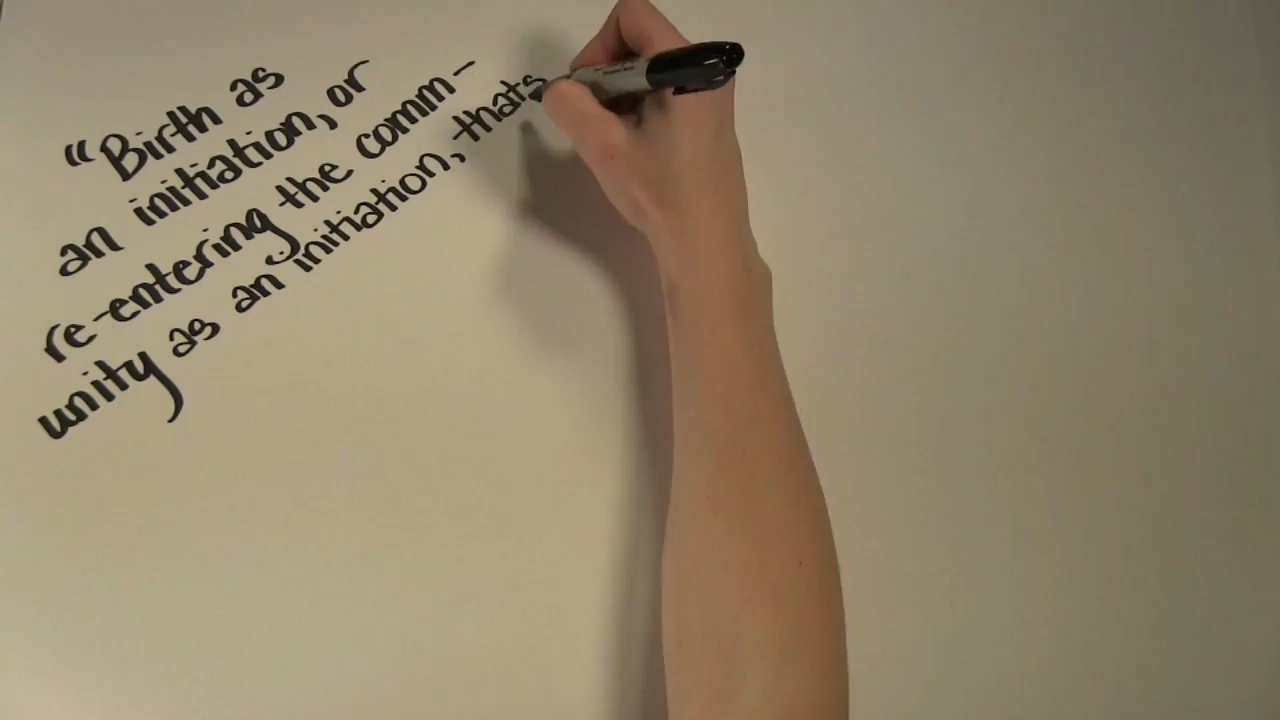 “Birth as
an initiation, or
re-entering the comm-
unity as an initiation, thats